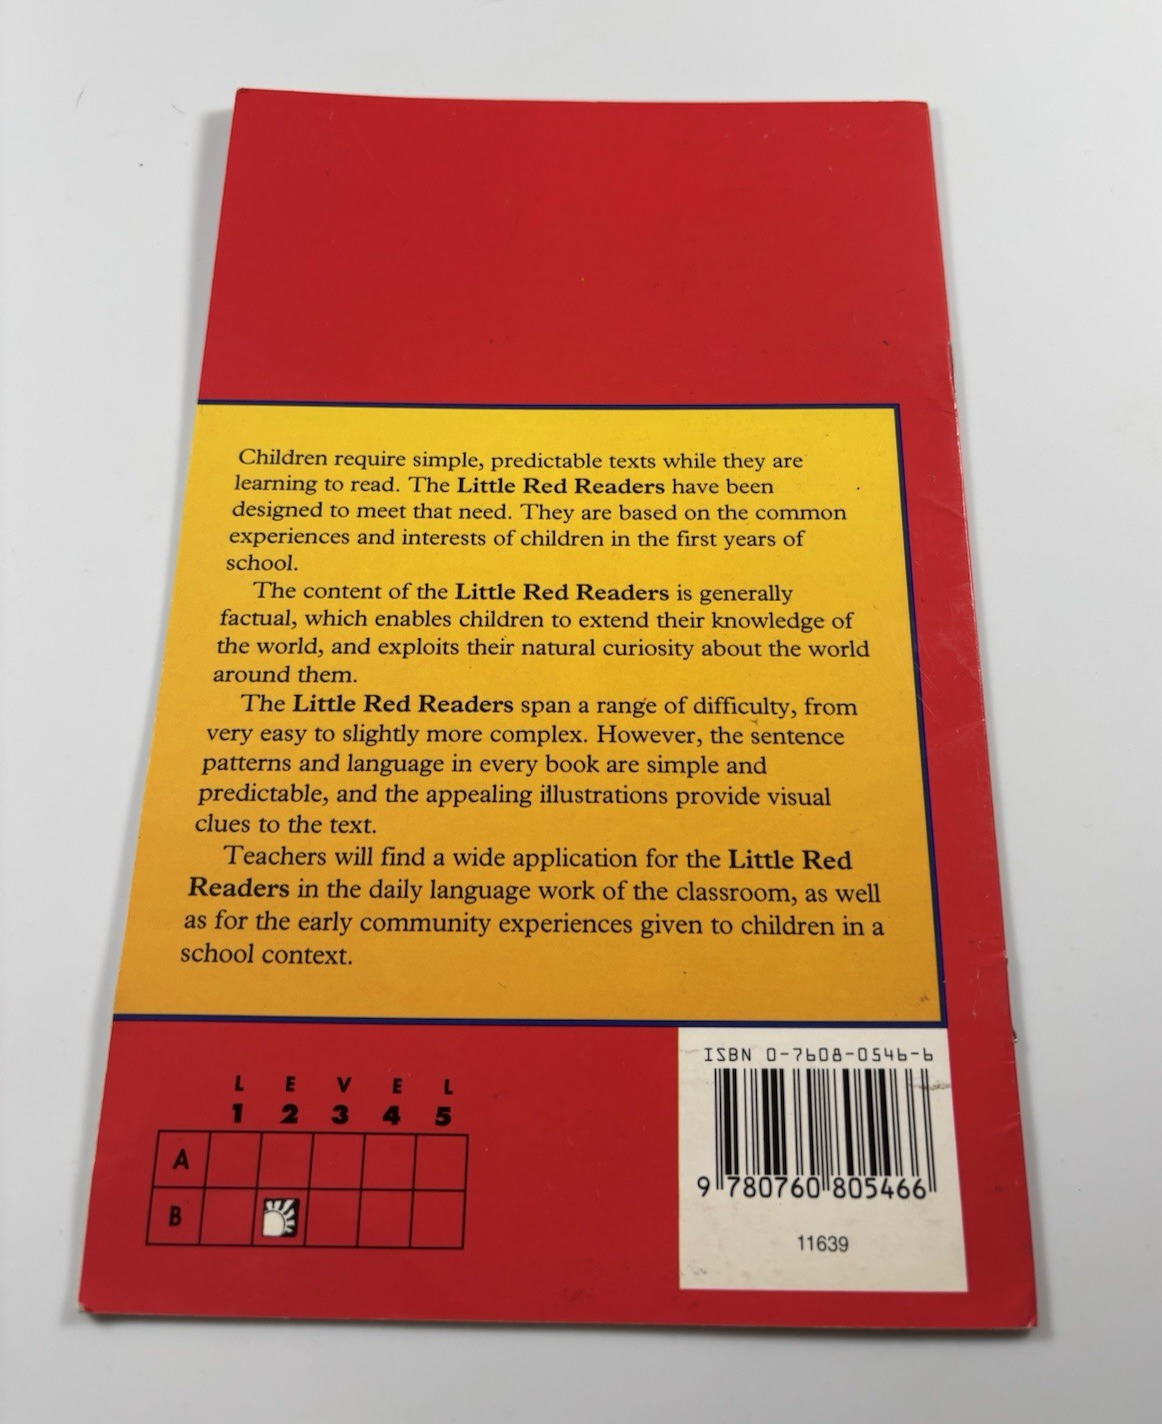 Children require simple, predictable texts while they are
learning to read. The Little Red Readers have been
designed to meet that need. They are based on the common
experiences and interests of children in the first years of
school.
The content of the Little Red Readers is generally
factual, which enables children to extend their knowledge of
the world, and exploits their natural curiosity about the world
around them.
The Little Red Readers span a range of difficulty, from
very easy to slightly more complex. However, the sentence
patterns and language in every book are simple and
predictable, and the appealing illustrations provide visual
clues to the text.
Teachers will find a wide application for the Little Red
Readers in the daily language work of the classroom, as well
as for the early community experiences given to children in a
school context.
LEVEL
1 2 3 4 5
A
B
ISBN 0-7608-0546-6
9 780760 805466
11639